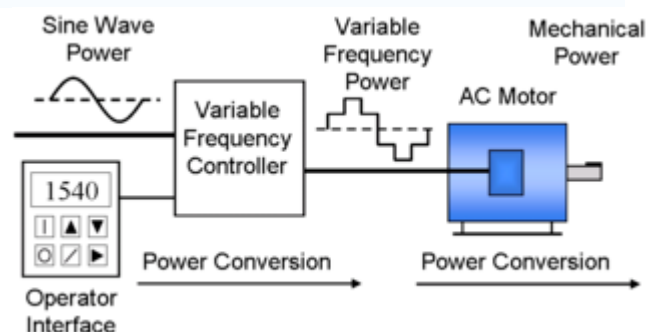 Sine Wave
Power
Variable
Frequency
Power
Mechanical
Power
AC Motor
Variable
Frequency
Controller
1540
Power Conversion
Power Conversion
Operator
Interface